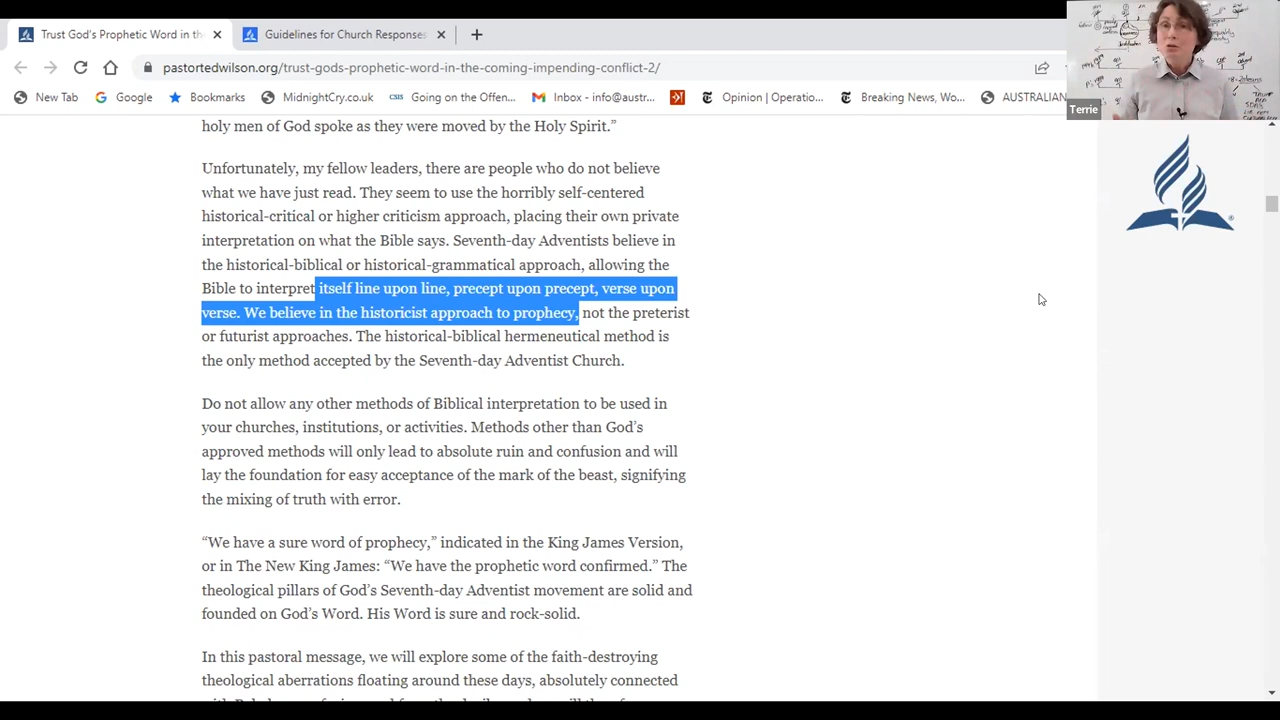 Trust God's Prophetic Word in the
Guidelines for Church Responses
pastortedwilson.org/trust-gods-prophetic-word-in-the-coming-impending-conflict-2/
New Tab
Google
Bookmarks
MidnightCry.co.uk
CSIS
Going on the Offen...
Inbox - info@austr...
Opinion | Operatio...
Breaking News, Wo...
AUSTRALIAN
Terrie
holy men of God spoke as they were moved by the Holy Spirit.”
Unfortunately, my fellow leaders, there are people who do not believe
what we have just read. They seem to use the horribly self-centered
historical-critical or higher criticism approach, placing their own private
interpretation on what the Bible says. Seventh-day Adventists believe in
the historical-biblical or historical-grammatical approach, allowing the
Bible to interpret itself line upon line, precept upon precept, verse upon
verse. We believe in the historicist approach to prophecy, not the preterist
or futurist approaches. The historical-biblical hermeneutical method is
the only method accepted by the Seventh-day Adventist Church.
Do not allow any other methods of Biblical interpretation to be used in
your churches, institutions, or activities. Methods other than God’s
approved methods will only lead to absolute ruin and confusion and will
lay the foundation for easy acceptance of the mark of the beast, signifying
the mixing of truth with error.
“We have a sure word of prophecy,” indicated in the King James Version,
or in The New King James: “We have the prophetic word confirmed.” The
theological pillars of God’s Seventh-day Adventist movement are solid and
founded on God’s Word. His Word is sure and rock-solid.
In this pastoral message, we will explore some of the faith-destroying
theological aberrations floating around these days, absolutely connected